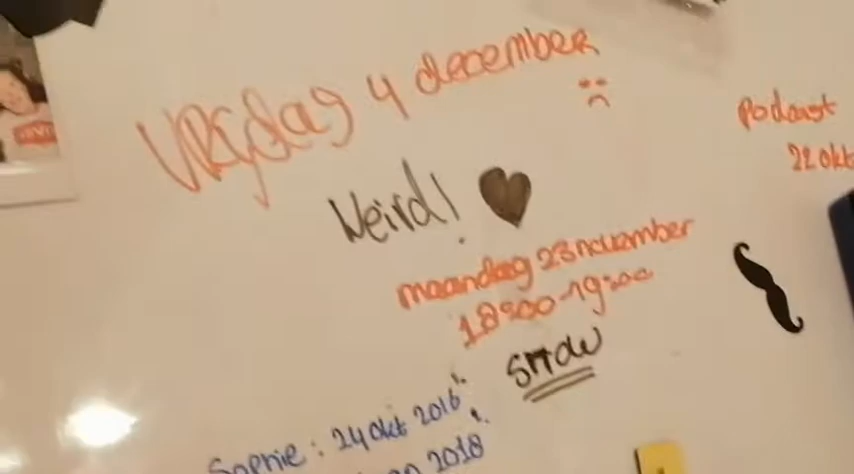 vrijdag 4 december
:(
Podcast
22 okt
Weird!
maandag 23 november
18:00-19:00
SHOW
Sophie: 24 okt 2016
2018